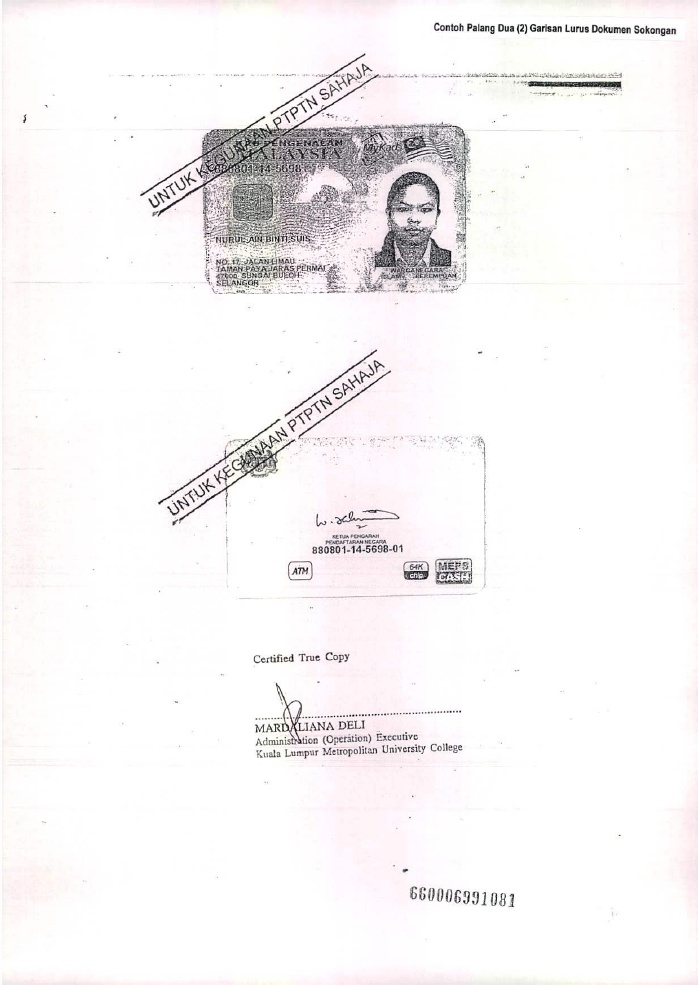 Contoh Palang Dua (2) Garisan Lurus Dokumen Sokongan
UNTUK KEGUNAAN PTPTN SAHAJA
KAD PENGENALAN
MALAYSIA
MyKad
880801-14-5698
NURUL AIN BINTI SUIS
NO. 17, JALAN LIMAU
TAMAN PAYA JARAS PERMAI
47000 SUNGAI BULOH
SELANGOR
WARGANEGARA
ISLAM PEREMPUAN
UNTUK KEGUNAAN PTPTN SAHAJA
KETUA PENGARAH
PENDAFTARAN NEGARA
880801-14-5698-01
ATM
64K
chip
MEPS
CASH
Certified True Copy
MARDALIANA DELI
Administration (Operation) Executive
Kuala Lumpur Metropolitan University College
660006991081